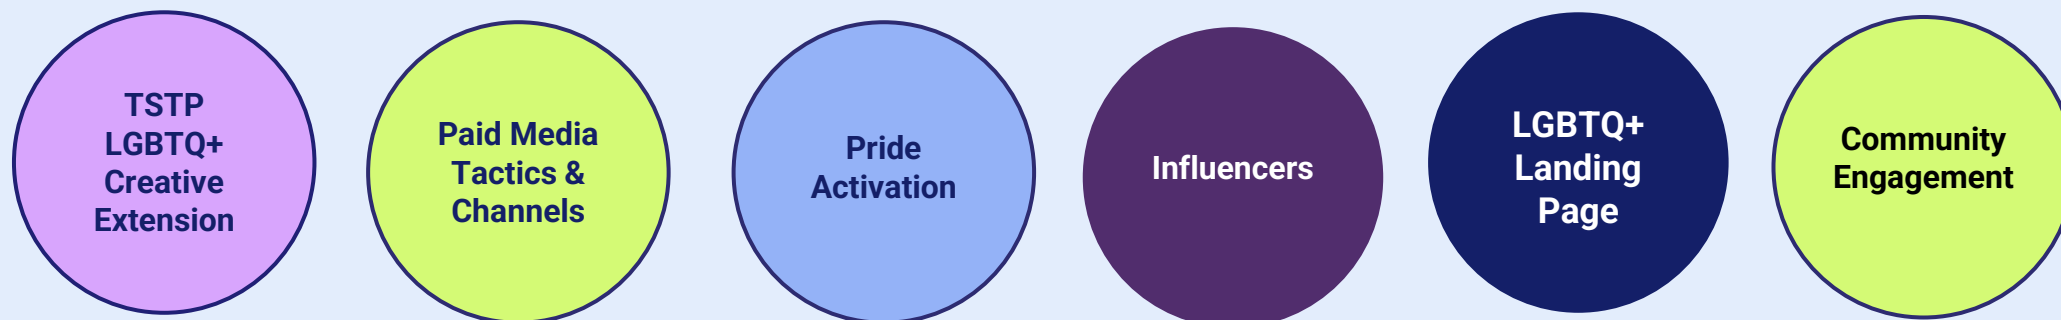 TSTP
LGBTQ+
Creative
Extension
Paid Media
Tactics &
Channels
Pride
Activation
Influencers
LGBTQ+
Landing
Page
Community
Engagement